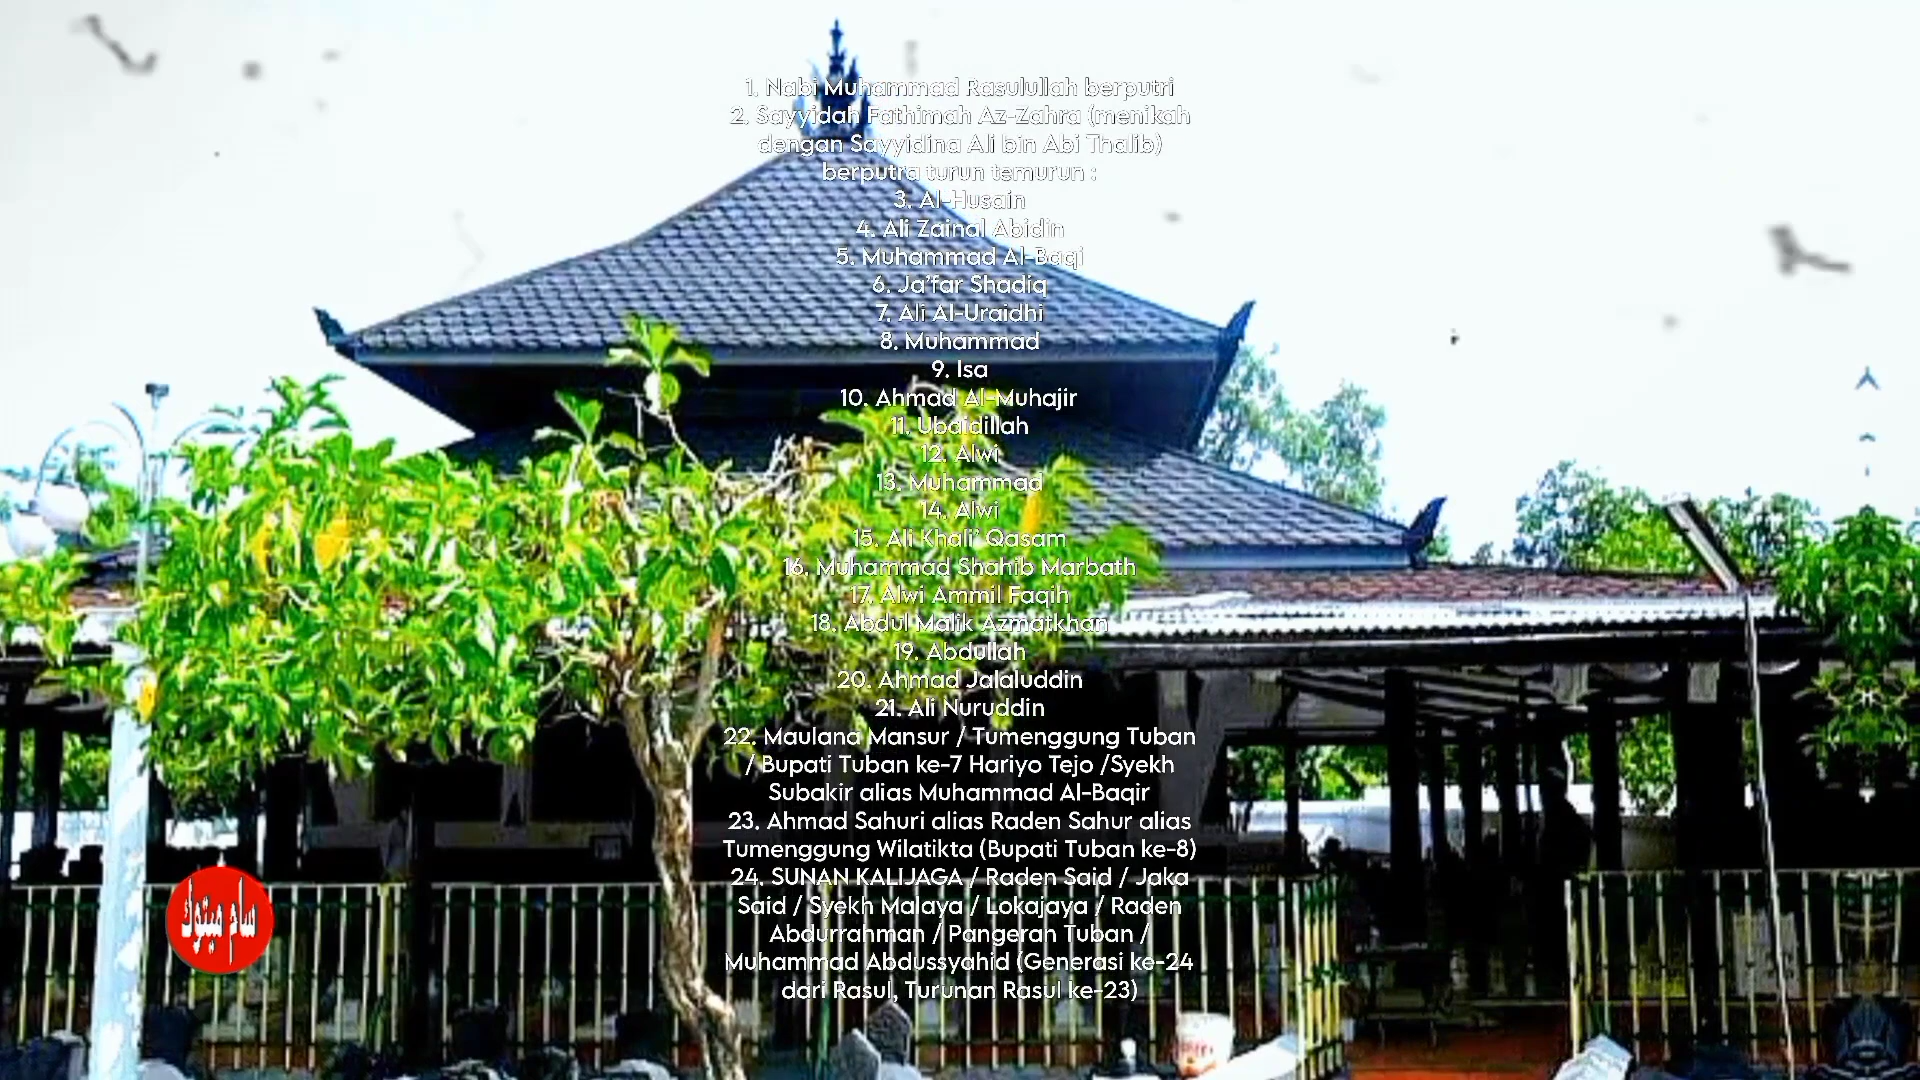 1. Nabi Muhammad Rasulullah berputri
2. Sayyidah Fathimah Az-Zahra (menikah
dengan Sayyidina Ali bin Abi Thalib)
berputra turun temurun :
3. Al-Husain
4. Ali Zainal Abidin
5. Muhammad Al-Baqi
6. Ja'far Shadiq
7. Ali Al-Uraidhi
8. Muhammad
9. Isa
10. Ahmad Al-Muhajir
11. Ubaidillah
12. Alwi
13. Muhammad
14. Alwi
15. Ali Khali' Qasam
16. Muhammad Shahib Marbath
17. Alwi Ammil Faqih
18. Abdul Malik Azmatkhan
19. Abdullah
20. Ahmad Jalaluddin
21. Ali Nuruddin
22. Maulana Mansur / Tumenggung Tuban
/ Bupati Tuban ke-7 Hariyo Tejo /Syekh
Subakir alias Muhammad Al-Baqir
23. Ahmad Sahuri alias Raden Sahur alias
Tumenggung Wilatikta (Bupati Tuban ke-8)
24. SUNAN KALIJAGA / Raden Said / Jaka
Said / Syekh Malaya / Lokajaya / Raden
Abdurrahman / Pangeran Tuban /
Muhammad Abdussyahid (Generasi ke-24
dari Rasul, Turunan Rasul ke-23)
سام